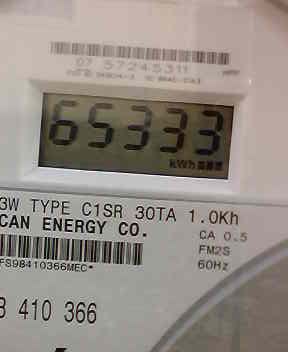 07 57245311
65333
kWh
3W TYPE C1SR 30TA 1.0Kh
CAN ENERGY CO.
CA 0.5
FM2S
FS98410366MEC*
60Hz
410 366